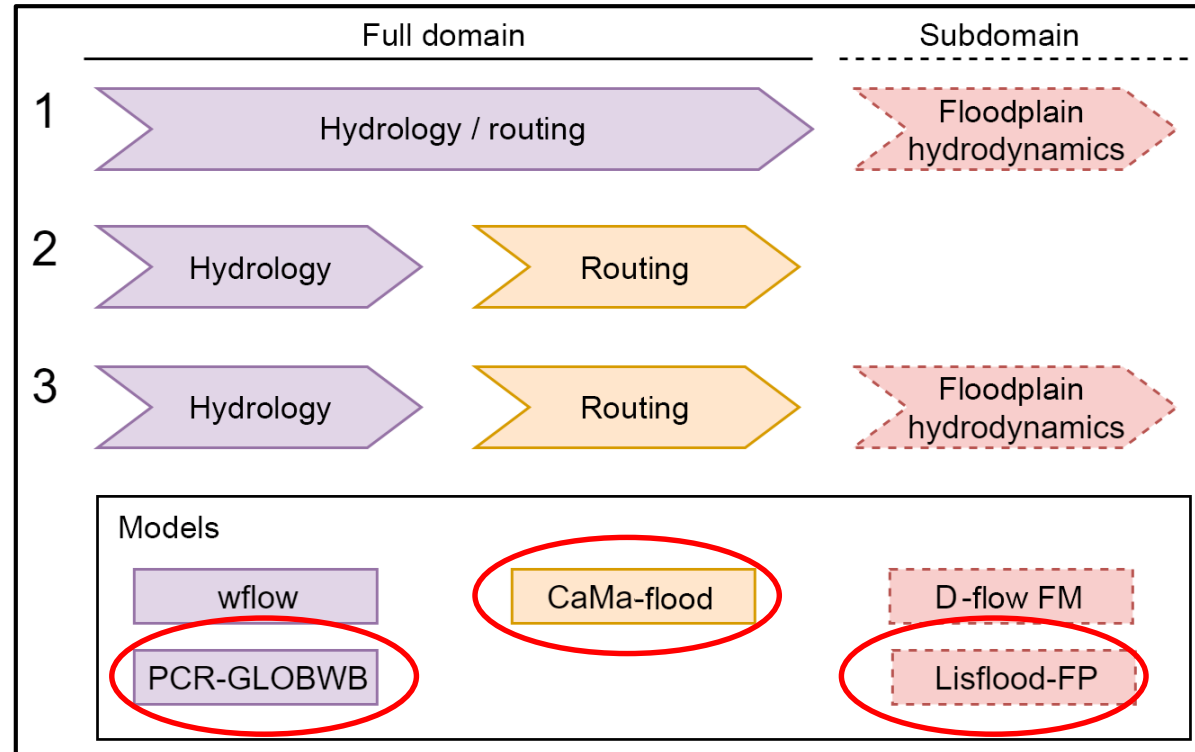 Full domain
Subdomain
1
Hydrology / routing
Floodplain
hydrodynamics
2
Hydrology
Routing
3
Hydrology
Routing
Floodplain
hydrodynamics
Models
wflow
CaMa-flood
D-flow FM
PCR-GLOBWB
Lisflood-FP